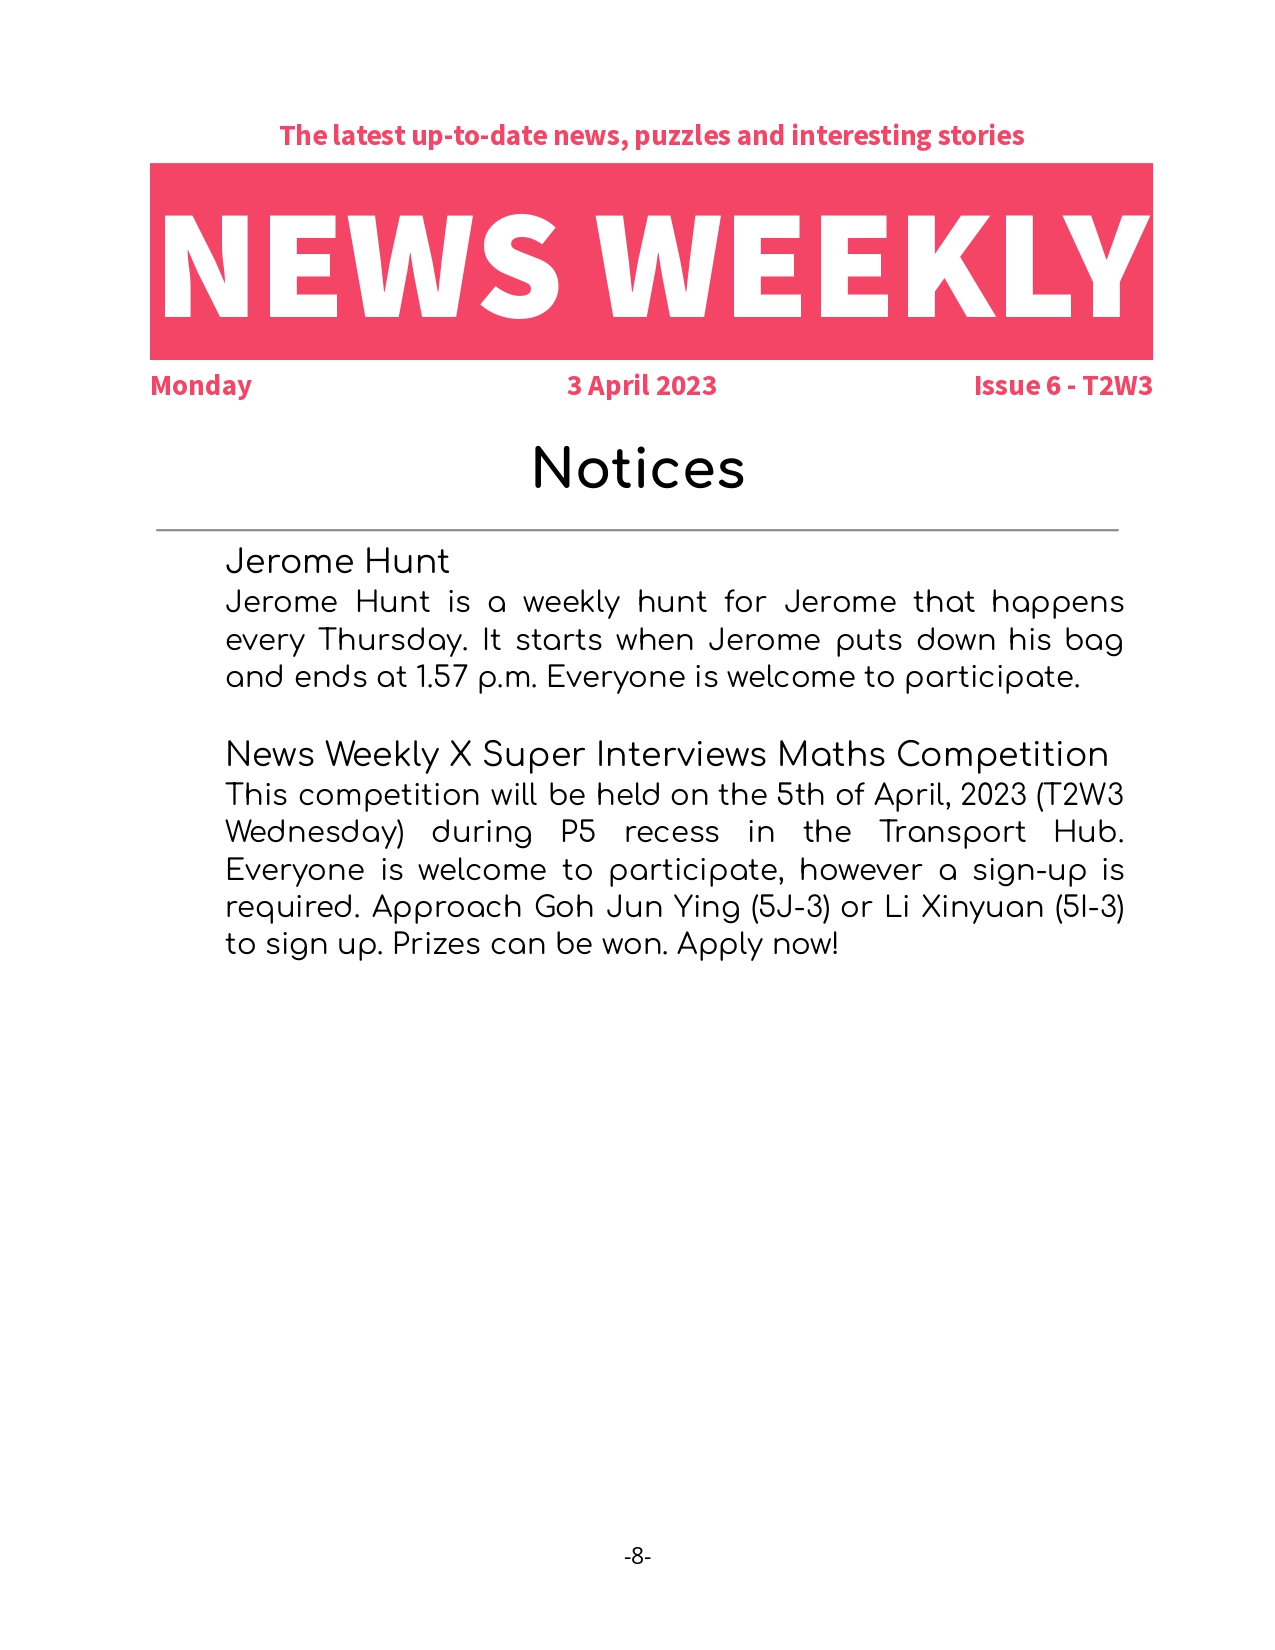 The latest up-to-date news, puzzles and interesting stories
NEWS WEEKLY
Monday 3 April 2023 Issue 6 - T2W3
Notices
Jerome Hunt
Jerome Hunt is a weekly hunt for Jerome that happens
every Thursday. It starts when Jerome puts down his bag
and ends at 1.57 p.m. Everyone is welcome to participate.
News Weekly X Super Interviews Maths Competition
This competition will be held on the 5th of April, 2023 (T2W3
Wednesday) during P5 recess in the Transport Hub.
Everyone is welcome to participate, however a sign-up is
required. Approach Goh Jun Ying (5J-3) or Li Xinyuan (5I-3)
to sign up. Prizes can be won. Apply now!
-8-